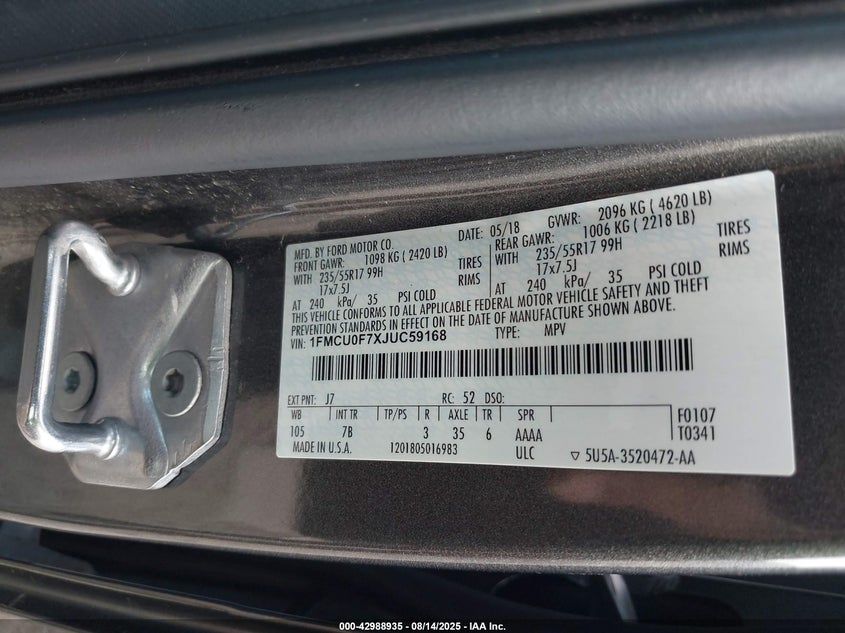 MFD. BY FORD MOTOR CO. DATE: 05/18 GVWR: 2096 KG ( 4620 LB)
FRONT GAWR: 1098 KG ( 2420 LB) REAR GAWR: 1006 KG ( 2218 LB)
WITH 235/55R17 99H TIRES WITH 235/55R17 99H TIRES
17x7.5J RIMS 17x7.5J RIMS
AT 240 kPa/ 35 PSI COLD AT 240 kPa/ 35 PSI COLD
THIS VEHICLE CONFORMS TO ALL APPLICABLE FEDERAL MOTOR VEHICLE SAFETY AND THEFT
PREVENTION STANDARDS IN EFFECT ON THE DATE OF MANUFACTURE SHOWN ABOVE.
VIN: 1FMCU0F7XJUC59168 TYPE: MPV
EXT PNT: J7 RC: 52 DSO:
WB INT TR TP/PS R AXLE TR SPR F0107
105 7B 3 35 6 AAAA T0341
MADE IN U.S.A. 1201805016983 ULC ▽ 5U5A-3520472-AA
000-42988935 - 08/14/2025 - IAA Inc.